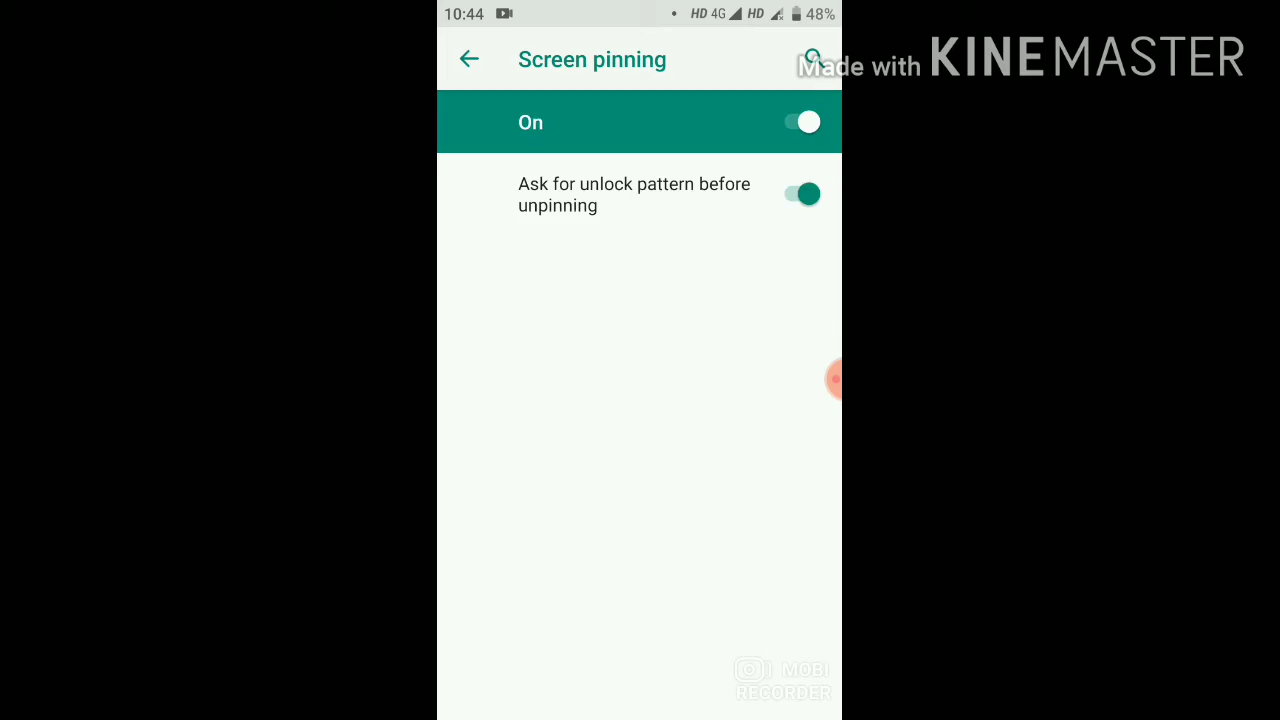 10:44 HD 4G HD 48%
Screen pinning
Made with KINEMASTER
On
Ask for unlock pattern before
unpinning
MOBI
RECORDER